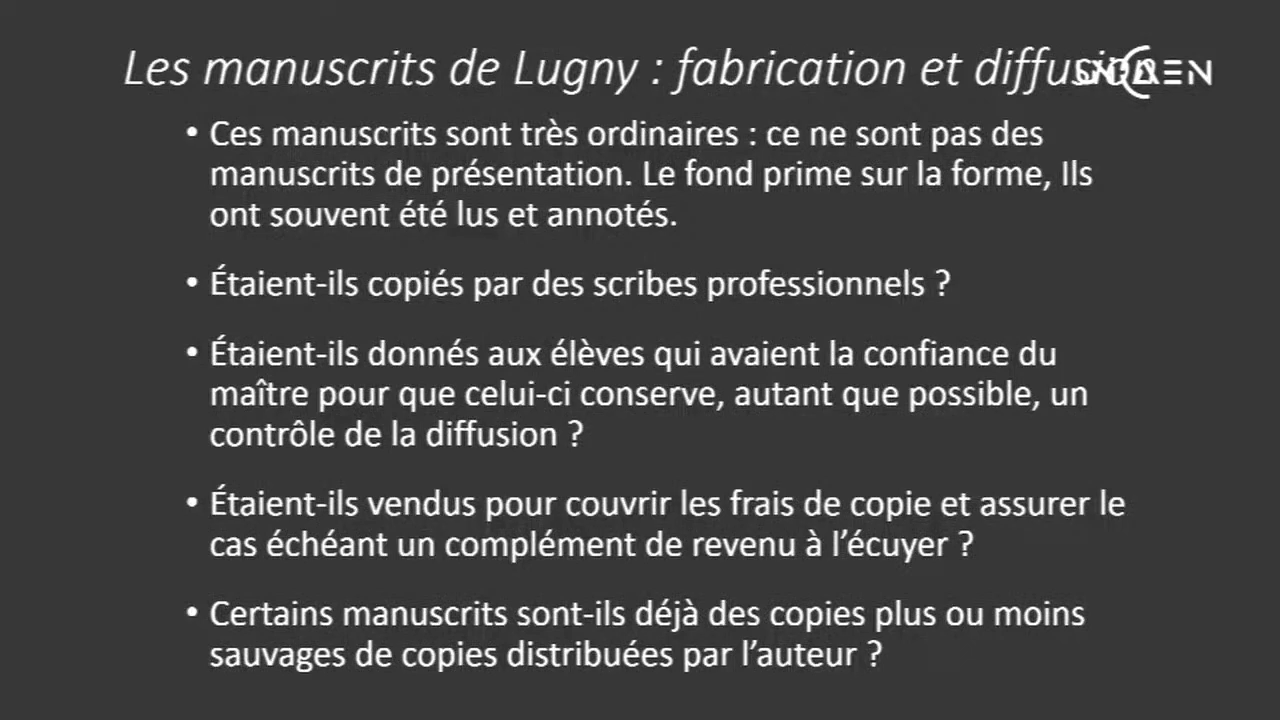 Les manuscrits de Lugny : fabrication et diffusion
• Ces manuscrits sont très ordinaires : ce ne sont pas des
manuscrits de présentation. Le fond prime sur la forme, Ils
ont souvent été lus et annotés.
• Étaient-ils copiés par des scribes professionnels ?
• Étaient-ils donnés aux élèves qui avaient la confiance du
maître pour que celui-ci conserve, autant que possible, un
contrôle de la diffusion ?
• Étaient-ils vendus pour couvrir les frais de copie et assurer le
cas échéant un complément de revenu à l’écuyer ?
• Certains manuscrits sont-ils déjà des copies plus ou moins
sauvages de copies distribuées par l’auteur ?